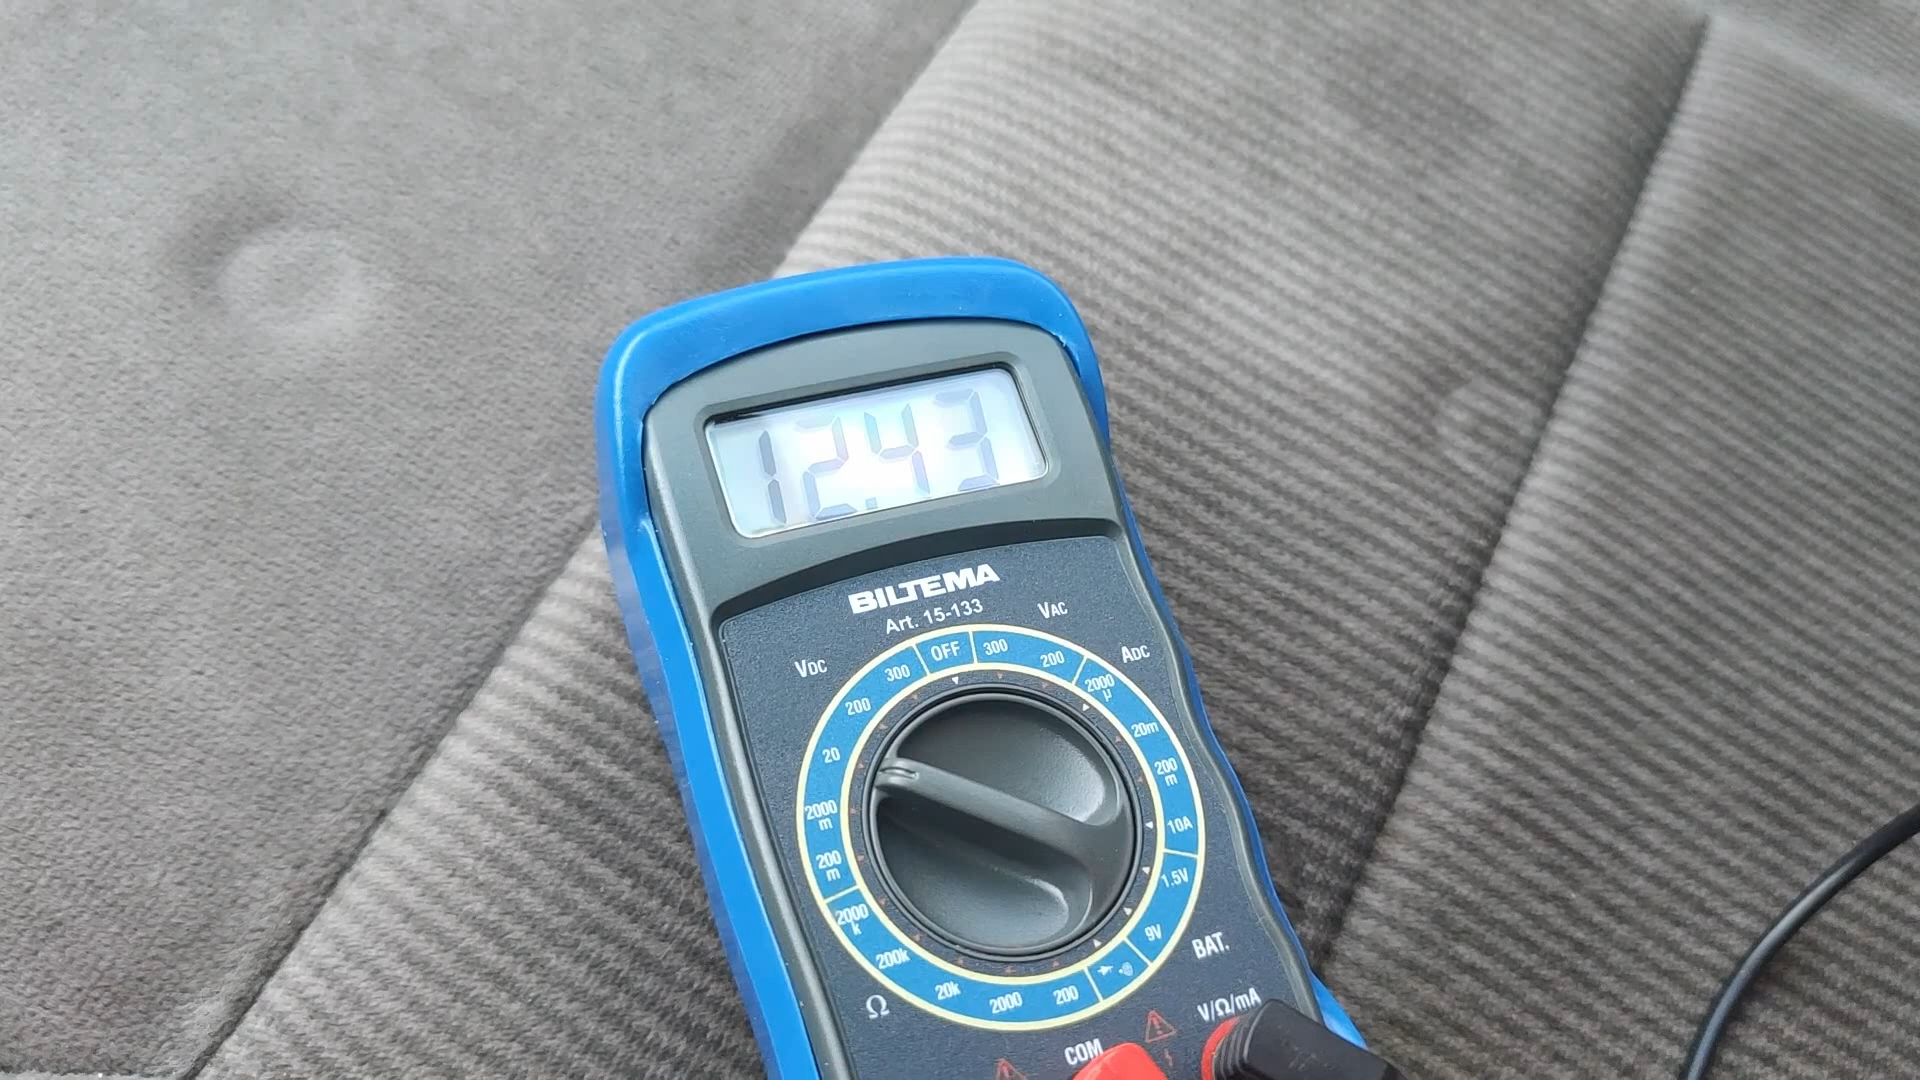 12.43
BILTEMA
Art. 15-133
VDC
VAC
ADC
OFF
300
200
2000
µ
20m
200
m
10A
1.5V
9V
BAT.
200
2000
20k
200k
2000
k
Ω
200
m
2000
m
20
200
300
V/Ω/mA
COM